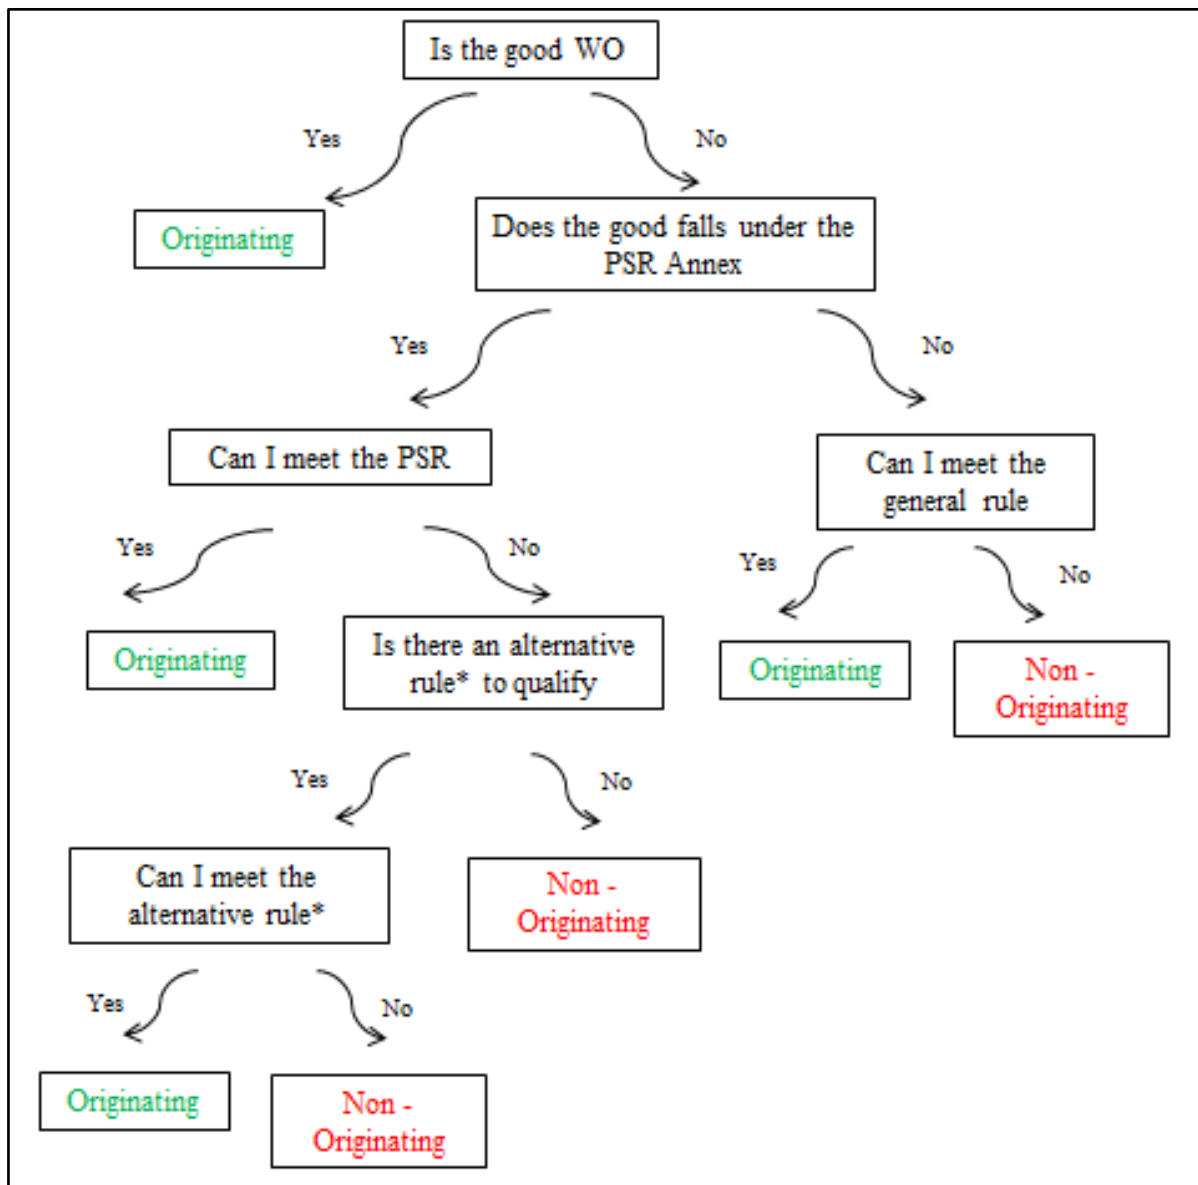 Is the good WO
Yes
No
Originating
Does the good falls under the
PSR Annex
Yes
No
Can I meet the PSR
Can I meet the
general rule
Yes
No
Yes
No
Originating
Is there an alternative
rule* to qualify
Originating
Non -
Originating
Yes
No
Can I meet the
alternative rule*
Non -
Originating
Yes
No
Originating
Non -
Originating